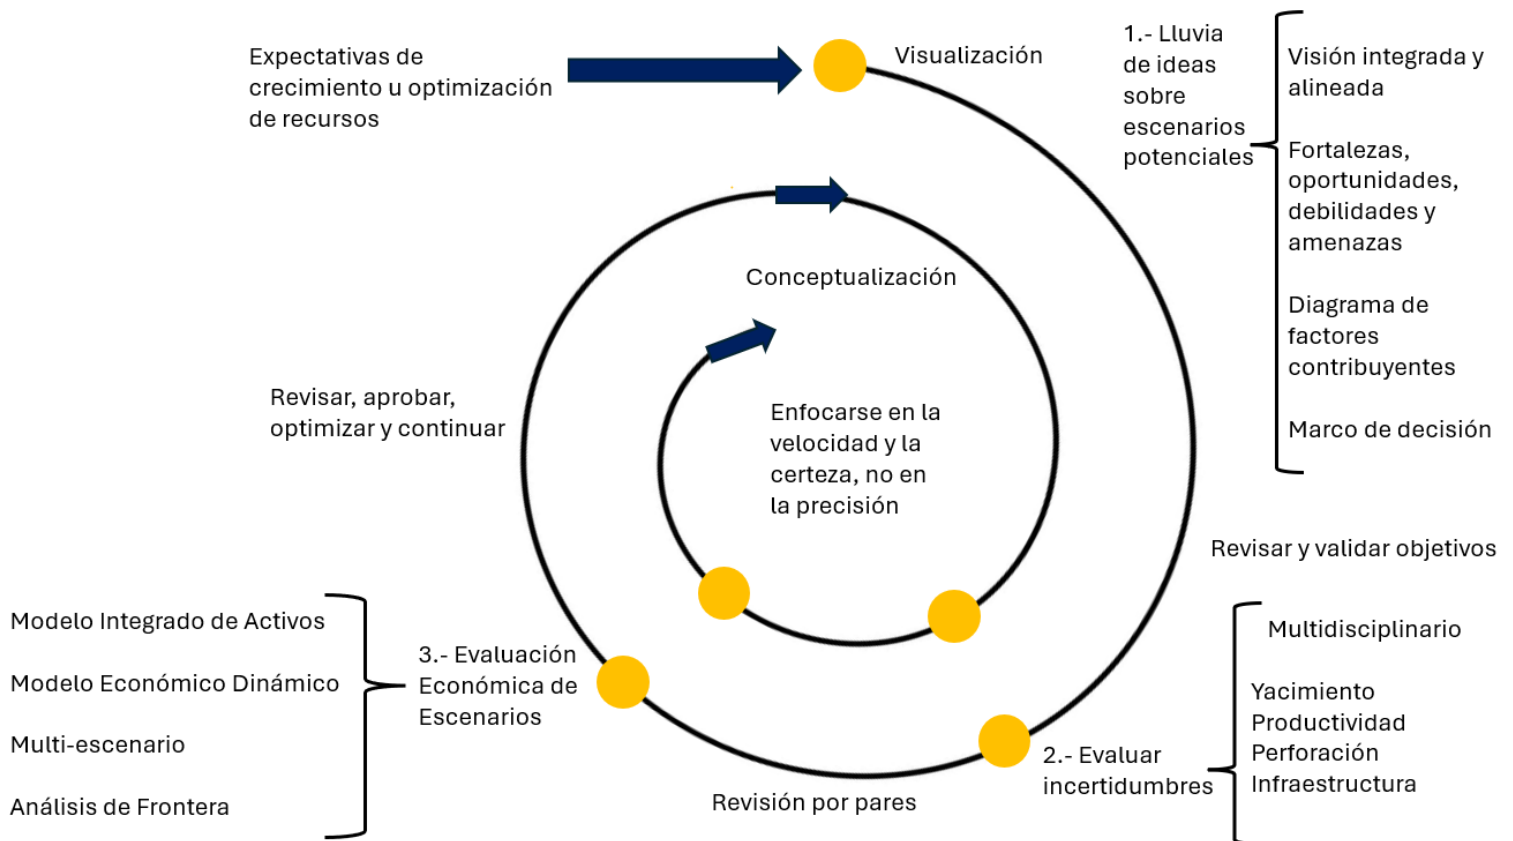 Expectativas de
crecimiento u optimización
de recursos
Visualización
1.- Lluvia
de ideas
sobre
escenarios
potenciales
Visión integrada y
alineada
Fortalezas,
oportunidades,
debilidades y
amenazas
Diagrama de
factores
contribuyentes
Marco de decisión
Conceptualización
Enfocarse en la
velocidad y la
certeza, no en
la precisión
Revisar, aprobar,
optimizar y continuar
Revisar y validar objetivos
Multidisciplinario
Yacimiento
Productividad
Perforación
Infraestructura
2.- Evaluar
incertidumbres
Revisión por pares
3.- Evaluación
Económica de
Escenarios
Modelo Integrado de Activos
Modelo Económico Dinámico
Multi-escenario
Análisis de Frontera